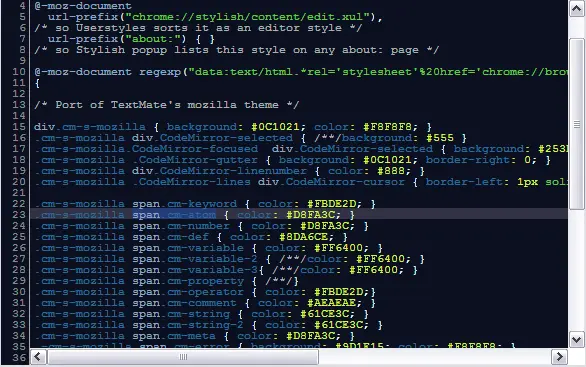 4 @-moz-document
5 url-prefix("chrome://stylish/content/edit.xul"),
6 /* so Userstyles sorts it as an editor style */
7 url-prefix("about:") { }
8 /* so Stylish popup lists this style on any about: page */
9
10 @-moz-document regexp("data:text/html.*rel='stylesheet'%20href='chrome://brow
11 {
12
13 /* Port of TextMate's mozilla theme */
14
15 div.cm-s-mozilla { background: #0C1021; color: #F8F8F8; }
16 .cm-s-mozilla div.CodeMirror-selected { /**/background: #555 }
17 .cm-s-mozilla.CodeMirror-focused div.CodeMirror-selected { background: #253
18 .cm-s-mozilla .CodeMirror-gutter { background: #0C1021; border-right: 0; }
19 .cm-s-mozilla .CodeMirror-linenumber { color: #888; }
20 .cm-s-mozilla .CodeMirror-lines div.CodeMirror-cursor { border-left: 1px soli
21
22 .cm-s-mozilla span.cm-keyword { color: #FBDE2D; }
23 .cm-s-mozilla span.cm-atom { color: #D8FA3C; }
24 .cm-s-mozilla span.cm-number { color: #D8FA3C; }
25 .cm-s-mozilla span.cm-def { color: #8DA6CE; }
26 .cm-s-mozilla span.cm-variable { color: #FF6400; }
27 .cm-s-mozilla span.cm-variable-2 { /**/color: #FF6400; }
28 .cm-s-mozilla span.cm-variable-3{ /**/color: #FF6400; }
29 .cm-s-mozilla span.cm-property { /**/}
30 .cm-s-mozilla span.cm-operator { color: #FBDE2D;}
31 .cm-s-mozilla span.cm-comment { color: #AEAEAE; }
32 .cm-s-mozilla span.cm-string { color: #61CE3C; }
33 .cm-s-mozilla span.cm-string-2 { color: #61CE3C; }
34 .cm-s-mozilla span.cm-meta { color: #D8FA3C; }
35 .cm-s-mozilla span.cm-error { background: #9D1E15; color: #F8F8F8; }
36